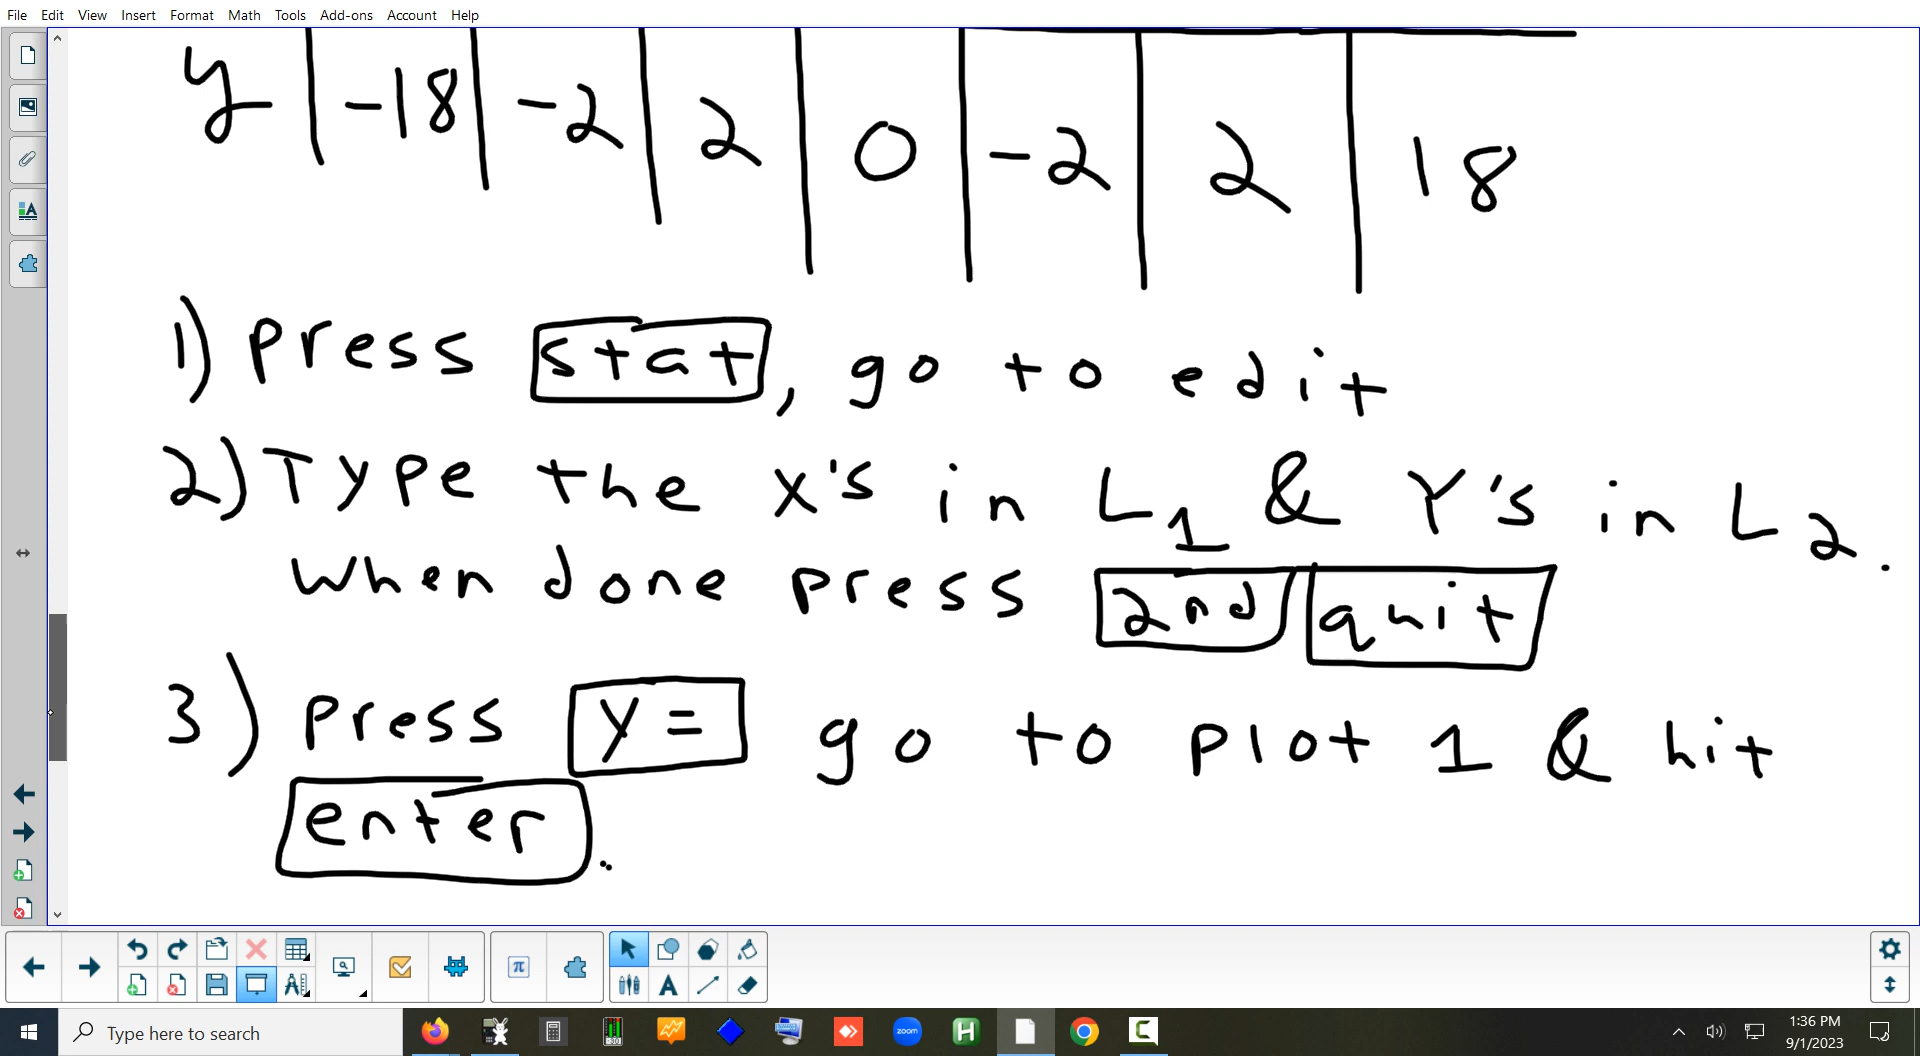 File Edit View Insert Format Math Tools Add-ons Account Help
y -18 -2 2 0 -2 2 18
1) press stat, go to edit
2) Type the x's in L1 & Y's in L2.
When done press 2nd quit
3) press y= go to plot 1 & hit
enter.
π
A
Type here to search
zoom
H
C
1:36 PM
9/1/2023